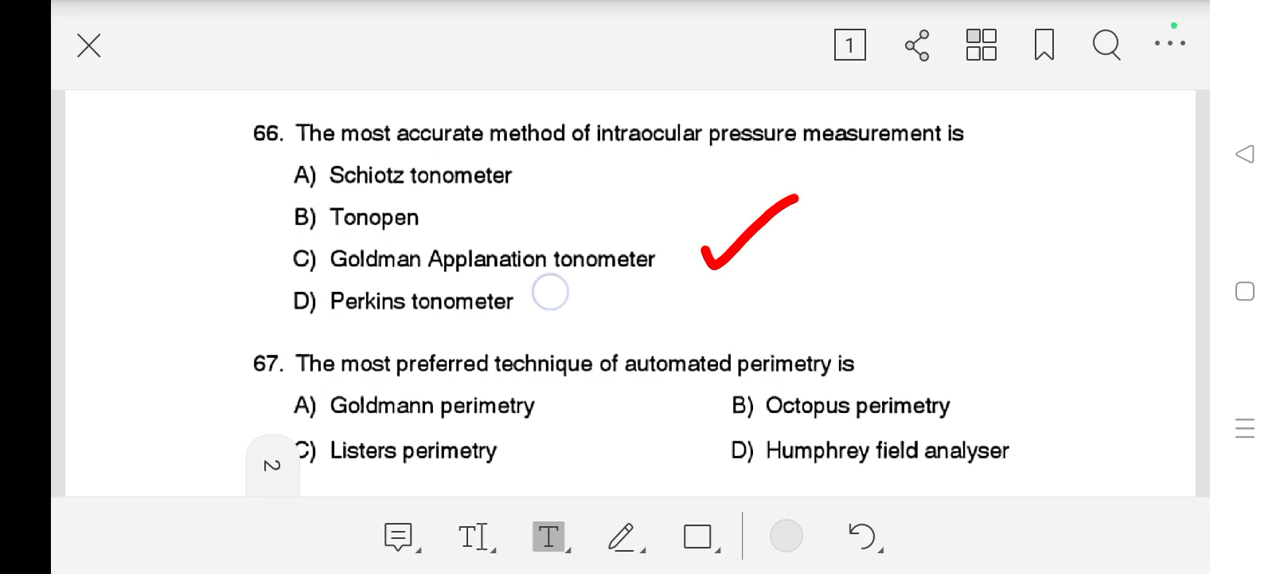 1
66. The most accurate method of intraocular pressure measurement is
A) Schiotz tonometer
B) Tonopen
C) Goldman Applanation tonometer
D) Perkins tonometer
67. The most preferred technique of automated perimetry is
A) Goldmann perimetry B) Octopus perimetry
C) Listers perimetry D) Humphrey field analyser
2
TI T